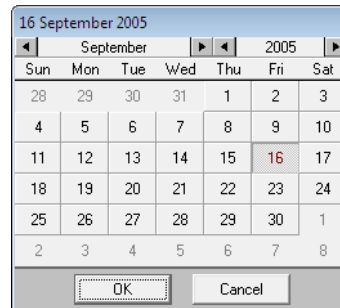 16 September 2005
September 2005
Sun Mon Tue Wed Thu Fri Sat
28 29 30 31 1 2 3
4 5 6 7 8 9 10
11 12 13 14 15 16 17
18 19 20 21 22 23 24
25 26 27 28 29 30 1
2 3 4 5 6 7 8
OK Cancel